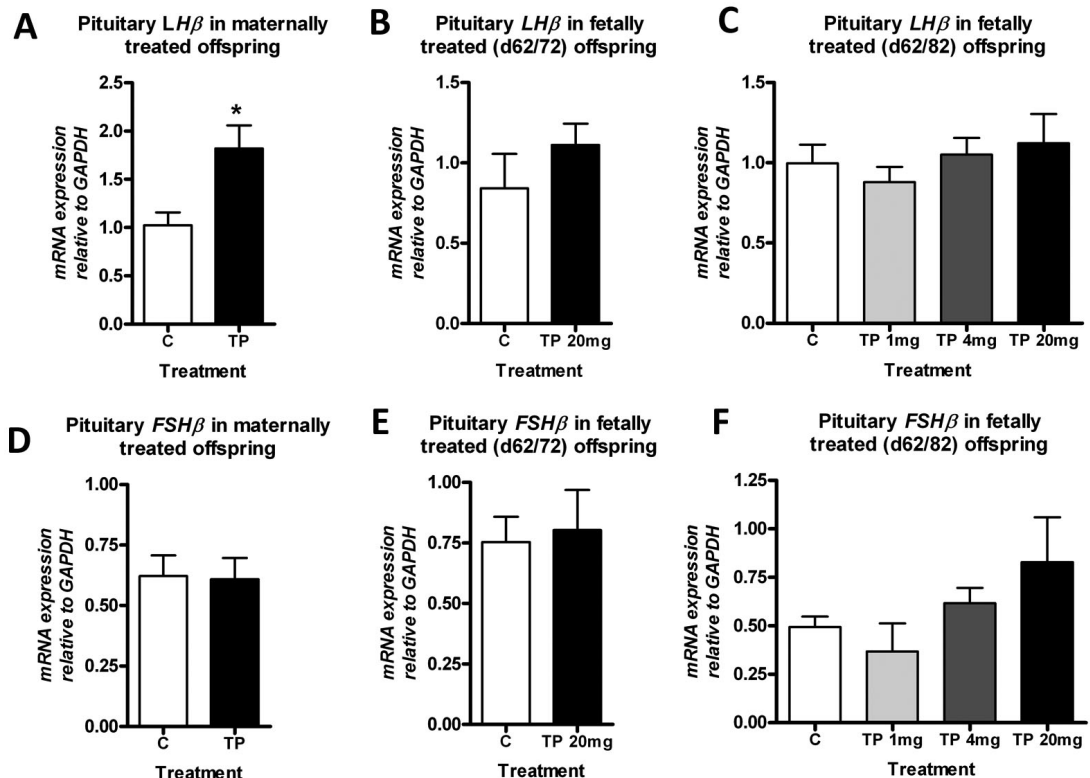 A
Pituitary LHβ in maternally
treated offspring
mRNA expression
relative to GAPDH
2.5
2.0
1.5
1.0
0.5
0.0
*
C
TP
Treatment
B
Pituitary LHβ in fetally
treated (d62/72) offspring
mRNA expression
relative to GAPDH
1.5
1.0
0.5
0.0
C
TP 20mg
Treatment
C
Pituitary LHβ in fetally
treated (d62/82) offspring
mRNA expression
relative to GAPDH
1.5
1.0
0.5
0.0
C
TP 1mg
TP 4mg
TP 20mg
Treatment
D
Pituitary FSHβ in maternally
treated offspring
mRNA expression
relative to GAPDH
1.00
0.75
0.50
0.25
0.00
C
TP
Treatment
E
Pituitary FSHβ in fetally
treated (d62/72) offspring
mRNA expression
relative to GAPDH
1.00
0.75
0.50
0.25
0.00
C
TP 20mg
Treatment
F
Pituitary FSHβ in fetally
treated (d62/82) offspring
mRNA expression
relative to GAPDH
1.25
1.00
0.75
0.50
0.25
0.00
C
TP 1mg
TP 4mg
TP 20mg
Treatment